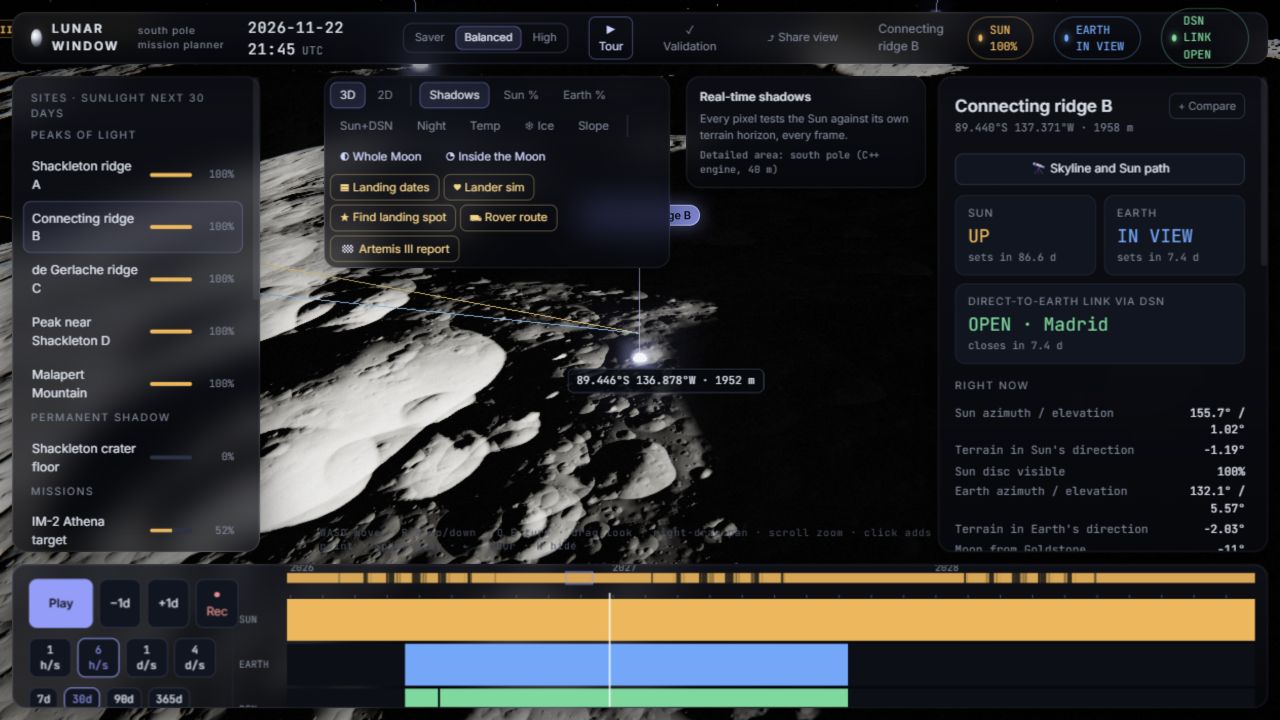 LUNAR WINDOW
south pole mission planner
2026-11-22
21:45 UTC
Saver Balanced High
▶ Tour
✓ Validation
Share view
Connecting ridge B
SUN 100%
EARTH IN VIEW
DSN LINK OPEN
SITES · SUNLIGHT NEXT 30 DAYS
PEAKS OF LIGHT
Shackleton ridge A 100%
Connecting ridge B 100%
de Gerlache ridge C 100%
Peak near Shackleton D 100%
Malapert Mountain 100%
PERMANENT SHADOW
Shackleton crater floor 0%
MISSIONS
IM-2 Athena target 52%
3D 2D Shadows Sun % Earth %
Sun+DSN Night Temp ❄ Ice Slope
Whole Moon Inside the Moon
Landing dates Lander sim
★ Find landing spot Rover route
Artemis III report
Real-time shadows
Every pixel tests the Sun against its own
terrain horizon, every frame.
Detailed area: south pole (C++
engine, 40 m)
ge B
89.446°S 136.878°W · 1952 m
Connecting ridge B
+ Compare
89.440°S 137.371°W · 1958 m
Skyline and Sun path
SUN
UP
sets in 86.6 d
EARTH
IN VIEW
sets in 7.4 d
DIRECT-TO-EARTH LINK VIA DSN
OPEN · Madrid
closes in 7.4 d
RIGHT NOW
Sun azimuth / elevation 155.7° / 1.02°
Terrain in Sun's direction -1.19°
Sun disc visible 100%
Earth azimuth / elevation 132.1° / 5.57°
Terrain in Earth's direction -2.03°
Moon from Goldstone -11°
scroll zoom · click adds
Play −1d +1d Rec
1 h/s 6 h/s 1 d/s 4 d/s
7d 30d 90d 365d
2026 2027 2028
SUN
EARTH